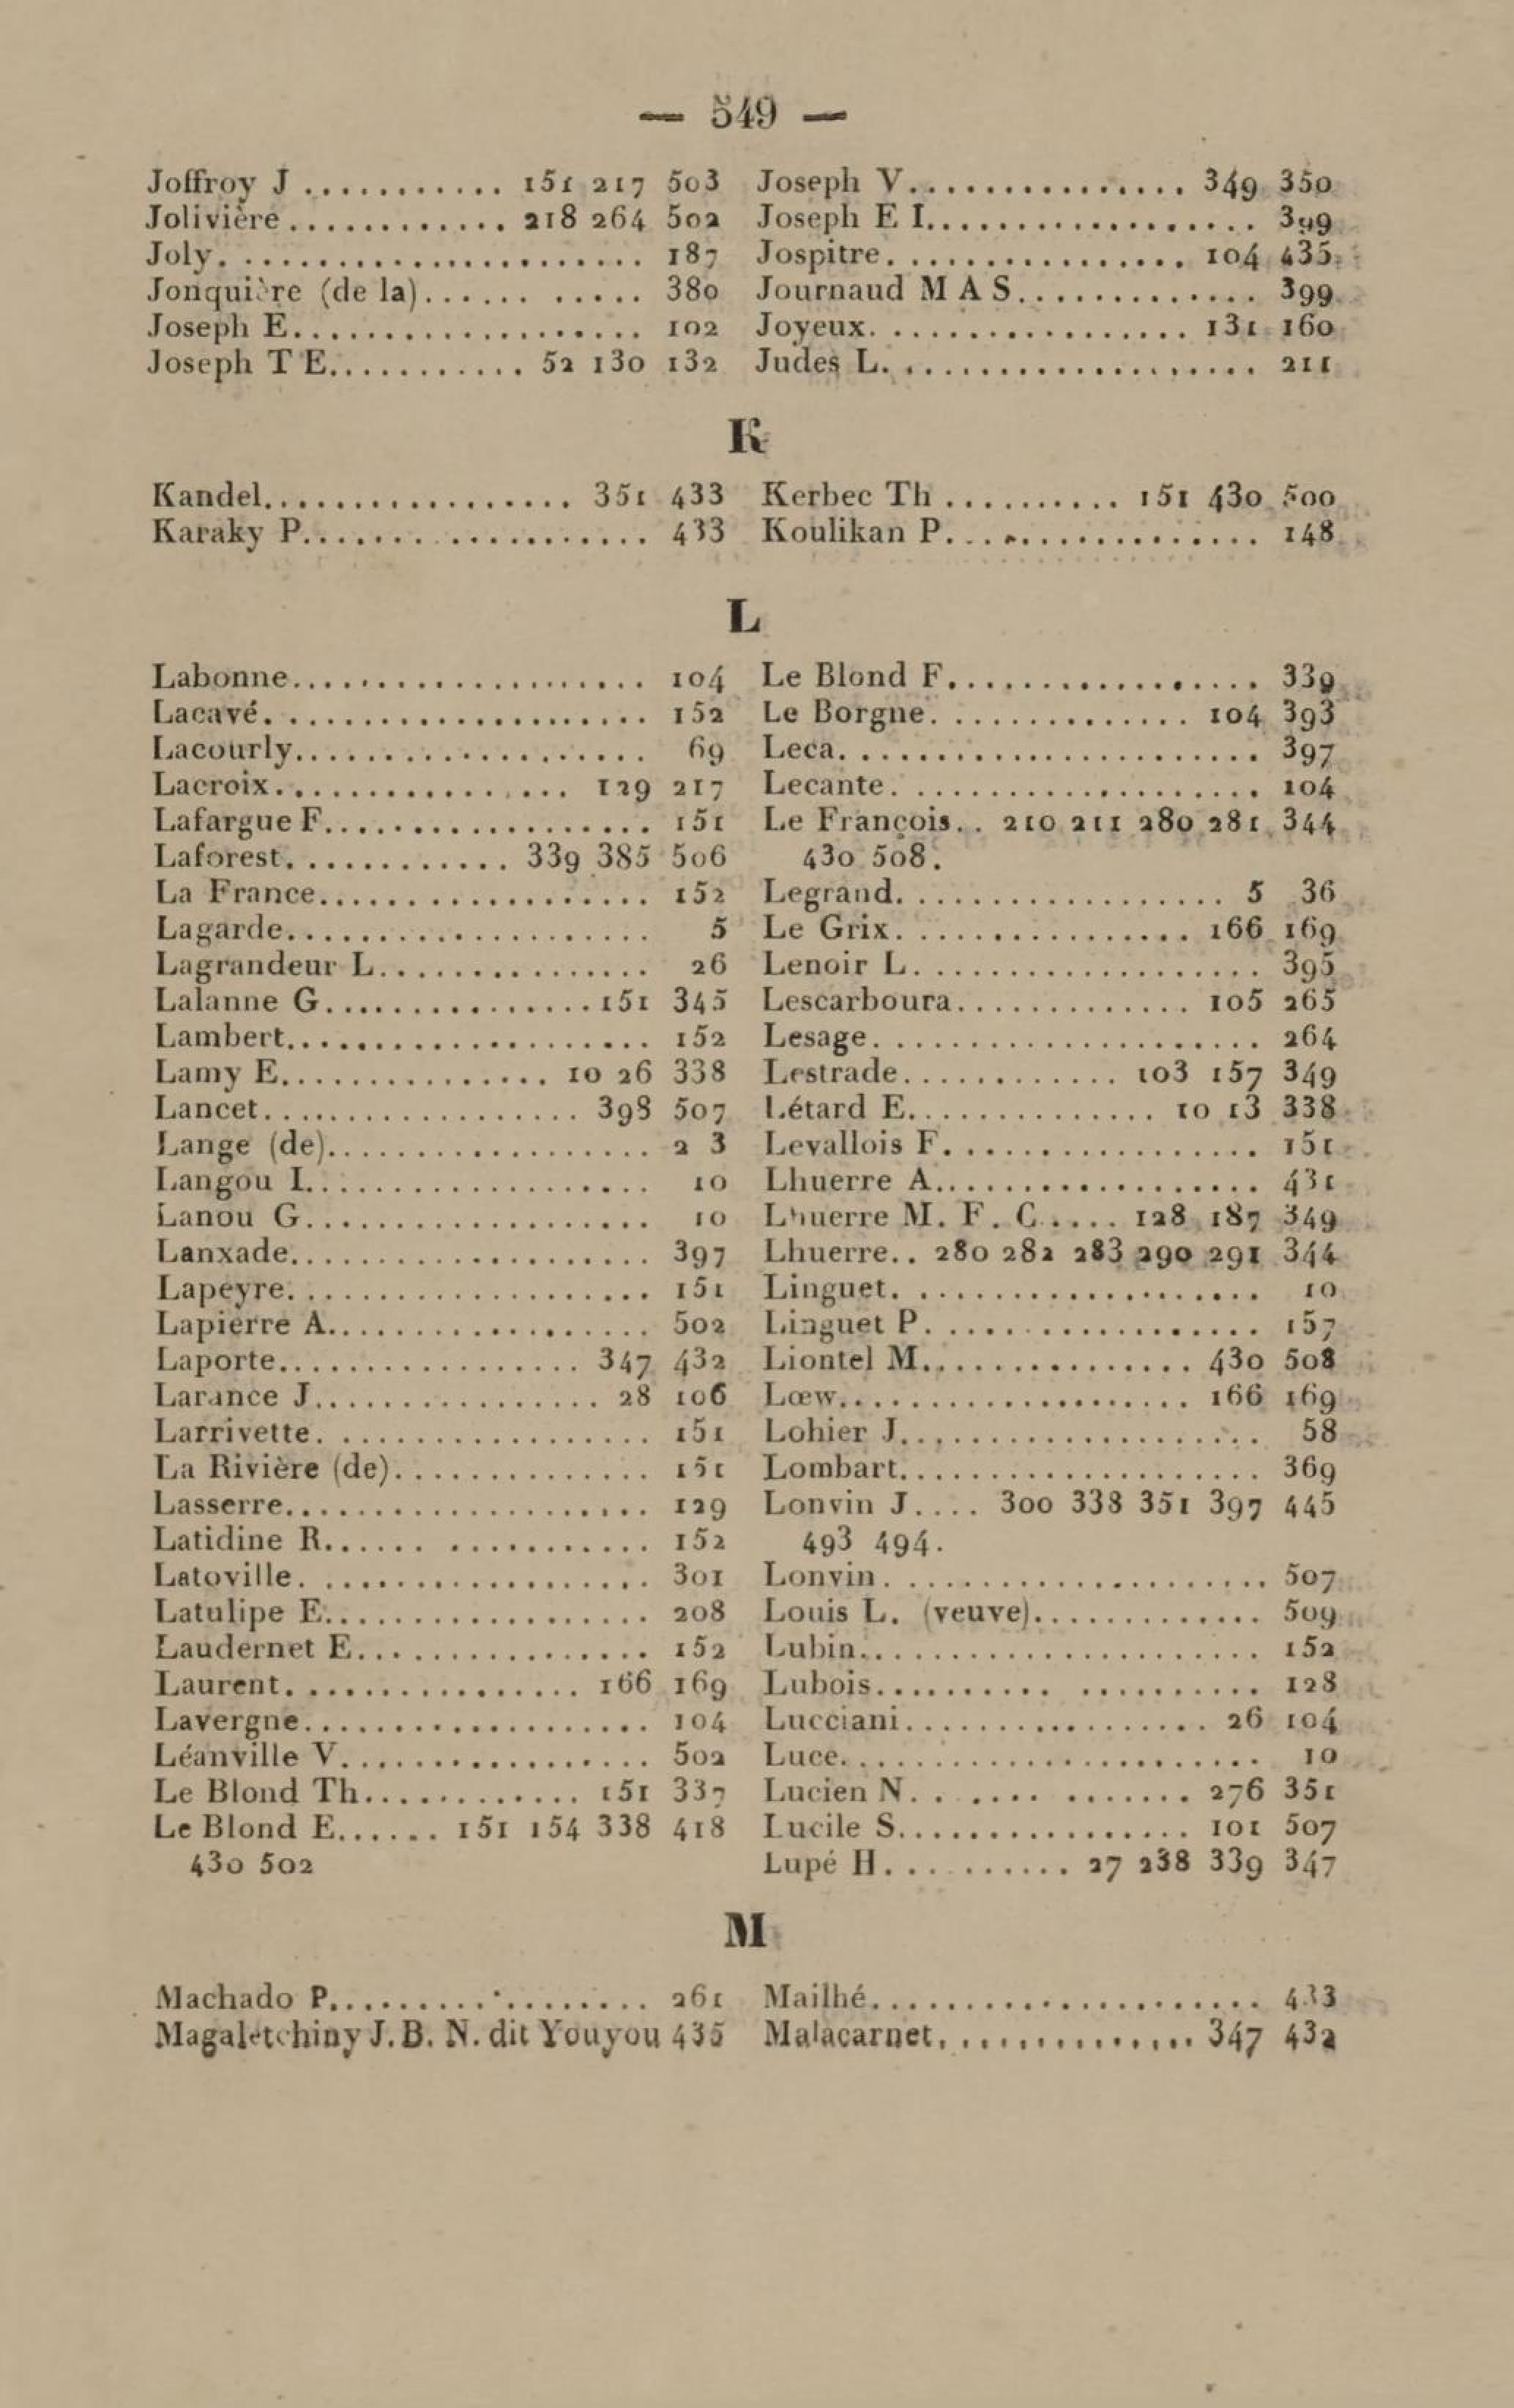 — 549 —
Joffroy J ........... 151 217 503
Jolivière............ 218 264 502
Joly........................ 187
Jonquière (de la)...... ..... 380
Joseph E.................... 102
Joseph T E........... 52 130 132
Joseph V................ 349 350
Joseph E I................... 399
Jospitre................. 104 435
Journaud M A S.............. 399
Joyeux.................. 131 160
Judes L..................... 211
K
Kandel.................. 351 433
Karaky P.................... 433
Kerbec Th .......... 151 430 500
Koulikan P.................. 148
L
Labonne..................... 104
Lacavé...................... 152
Lacourly.................... 69
Lacroix................. 129 217
Lafargue F................... 151
Laforest............. 339 385 506
La France................... 152
Lagarde..................... 5
Lagrandeur L................ 26
Lalanne G................151 345
Lambert..................... 152
Lamy E................ 10 26 338
Lancet................... 398 507
Lange (de)................... 2 3
Langou I.................... 10
Lanou G.................... 10
Lanxade..................... 397
Lapeyre..................... 151
Lapierre A................... 502
Laporte.................. 347 432
Larance J................. 28 106
Larrivette................... 151
La Rivière (de)............... 151
Lasserre..................... 129
Latidine R...... ............ 152
Latoville.................... 301
Latulipe E................... 208
Laudernet E................. 152
Laurent................. 166 169
Lavergne.................... 104
Léanville V.................. 502
Le Blond Th............. 151 337
Le Blond E...... 151 154 338 418
430 502
Le Blond F.................. 339
Le Borgne............... 104 393
Leca......................... 397
Lecante..................... 104
Le François.. 210 211 280 281 344
430 508.
Legrand................... 5 36
Le Grix.................. 166 169
Lenoir L.................... 395
Lescarboura.............. 105 265
Lesage...................... 264
Lestrade............. 103 157 349
Létard E............... 10 13 338
Levallois F.................. 151
Lhuerre A................... 431
Lhuerre M. F. C..... 128 187 349
Lhuerre.. 280 282 283 290 291 344
Linguet..................... 10
Linguet P................... 157
Liontel M................ 430 508
Lœw..................... 166 169
Lohier J..................... 58
Lombart..................... 369
Lonvin J.... 300 338 351 397 445
493 494.
Lonvin...................... 507
Louis L. (veuve)............. 509
Lubin....................... 152
Lubois.......... ........... 128
Lucciani.................. 26 104
Luce........................ 10
Lucien N....... ....... 276 351
Lucile S................. 101 507
Lupé H........... 27 238 339 347
M
Machado P................... 261
Magaletchiny J. B. N. dit Youyou 435
Mailhé...................... 433
Malacarnet............... 347 432